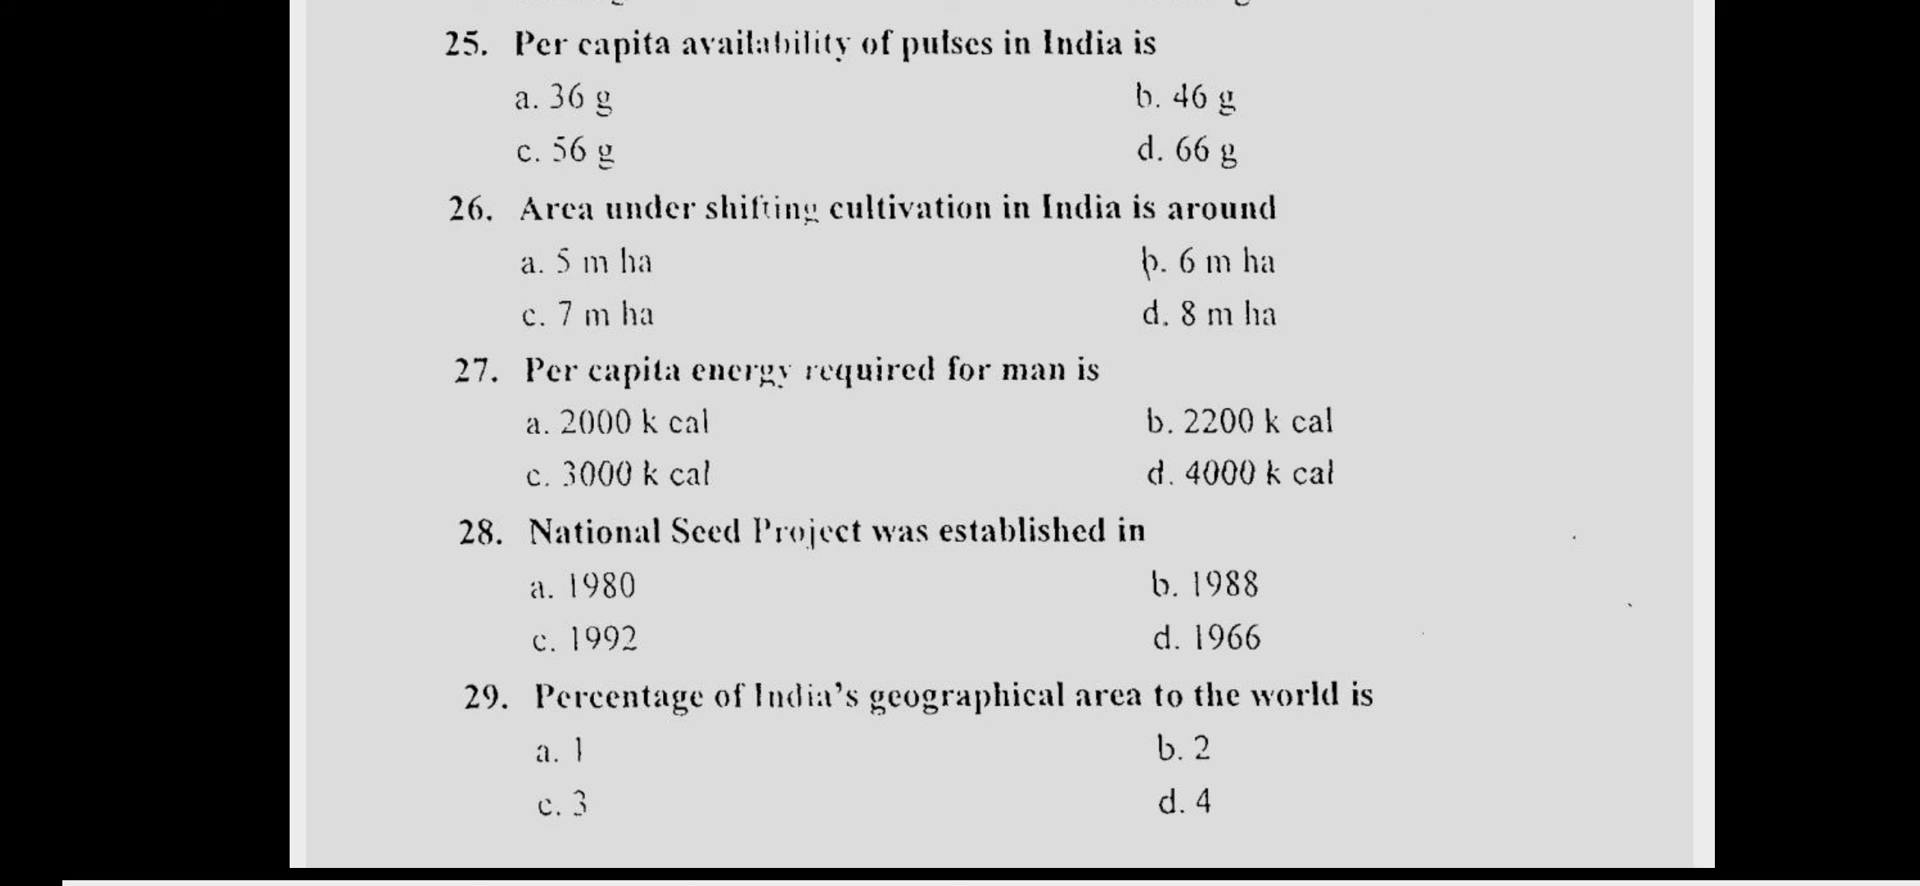 25. Per capita availability of pulses in India is
a. 36 g b. 46 g
c. 56 g d. 66 g
26. Area under shifting cultivation in India is around
a. 5 m ha b. 6 m ha
c. 7 m ha d. 8 m ha
27. Per capita energy required for man is
a. 2000 k cal b. 2200 k cal
c. 3000 k cal d. 4000 k cal
28. National Seed Project was established in
a. 1980 b. 1988
c. 1992 d. 1966
29. Percentage of India's geographical area to the world is
a. 1 b. 2
c. 3 d. 4